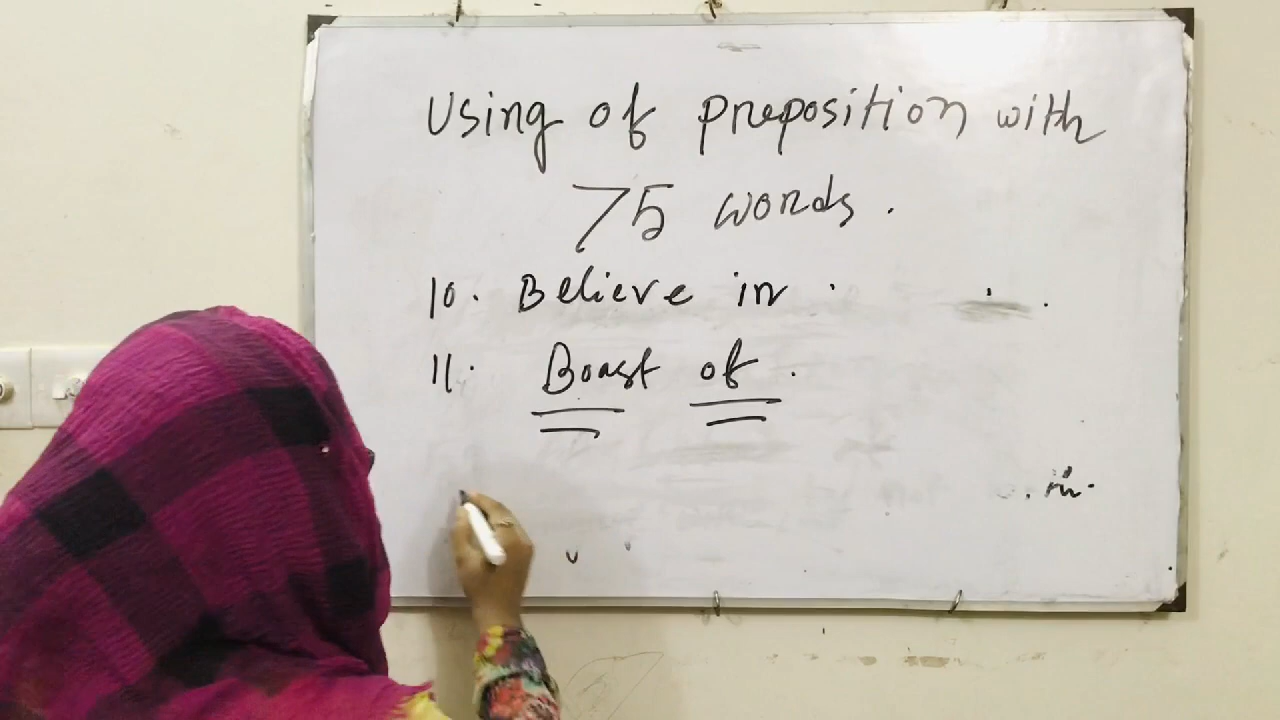 Using of preposition with
75 words.
10. Believe in.
11. Boast of.